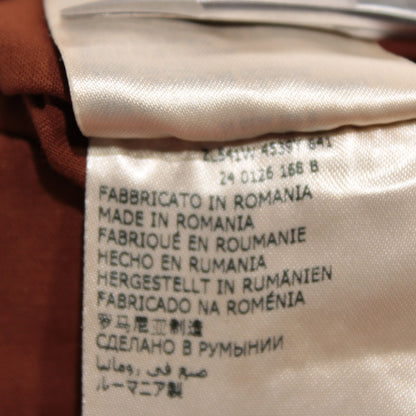 24 0126 168 B
FABBRICATO IN ROMANIA
MADE IN ROMANIA
FABRIQUÉ EN ROUMANIE
HECHO EN RUMANIA
HERGESTELLT IN RUMÄNIEN
FABRICADO NA ROMÉNIA
罗马尼亚制造
СДЕЛАНО В РУМЫНИИ
صنع في رومانيا
ルーマニア製